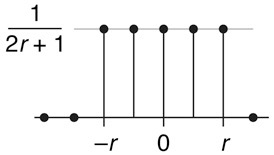 1
2r + 1
–r 0 r